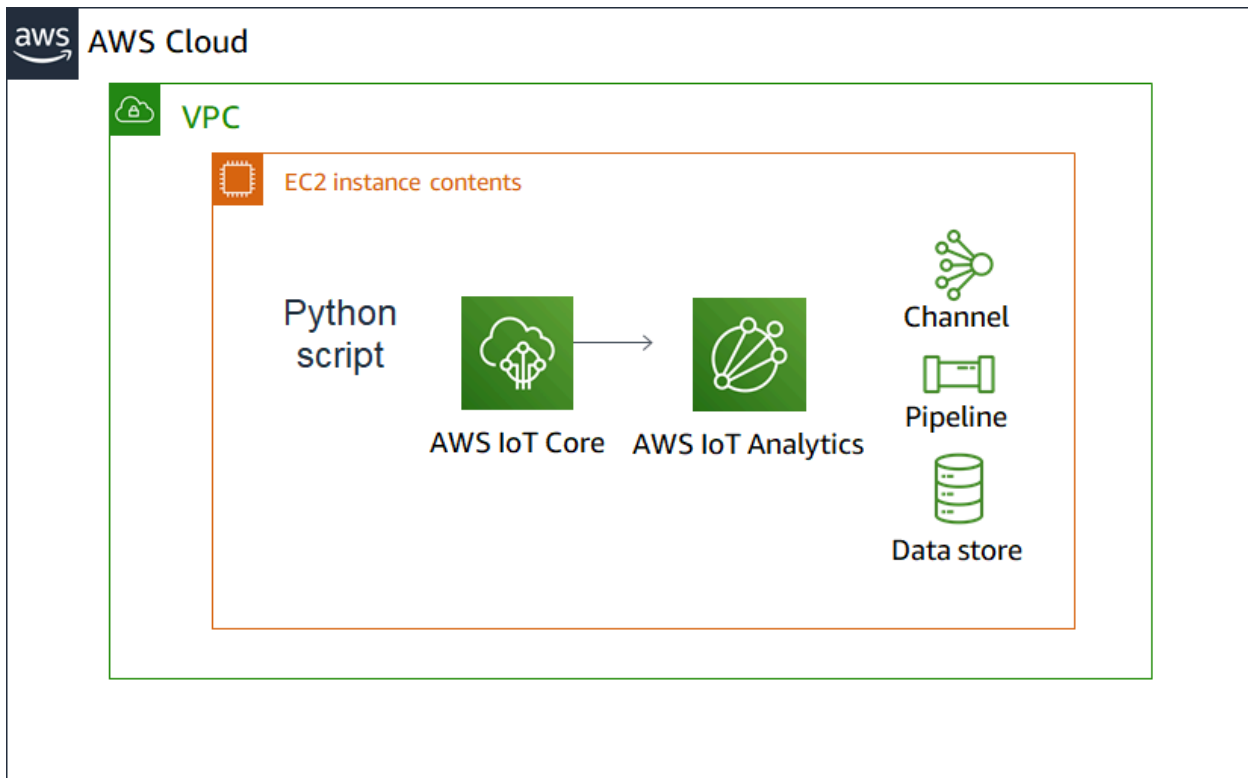 aws
AWS Cloud
VPC
EC2 instance contents
Python
script
AWS IoT Core
AWS IoT Analytics
Channel
Pipeline
Data store